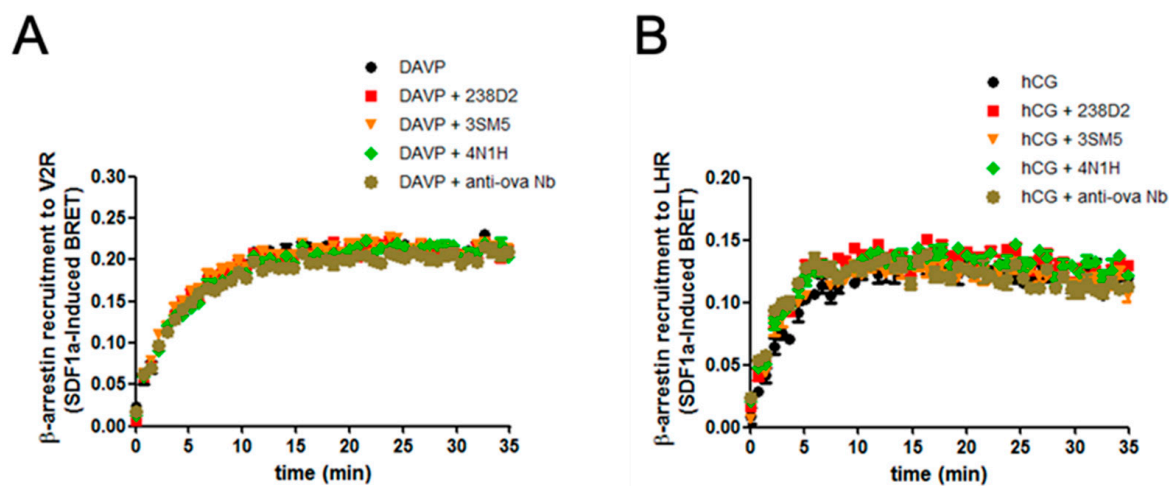 A
DAVP
DAVP + 238D2
DAVP + 3SM5
DAVP + 4N1H
DAVP + anti-ova Nb
β-arrestin recruitment to V2R
(SDF1a-Induced BRET)
0.30
0.25
0.20
0.15
0.10
0.05
0.00
0
5
10
15
20
25
30
35
time (min)
B
hCG
hCG + 238D2
hCG + 3SM5
hCG + 4N1H
hCG + anti-ova Nb
β-arrestin recruitment to LHR
(SDF1a-Induced BRET)
0.20
0.15
0.10
0.05
0.00
0
5
10
15
20
25
30
35
time (min)